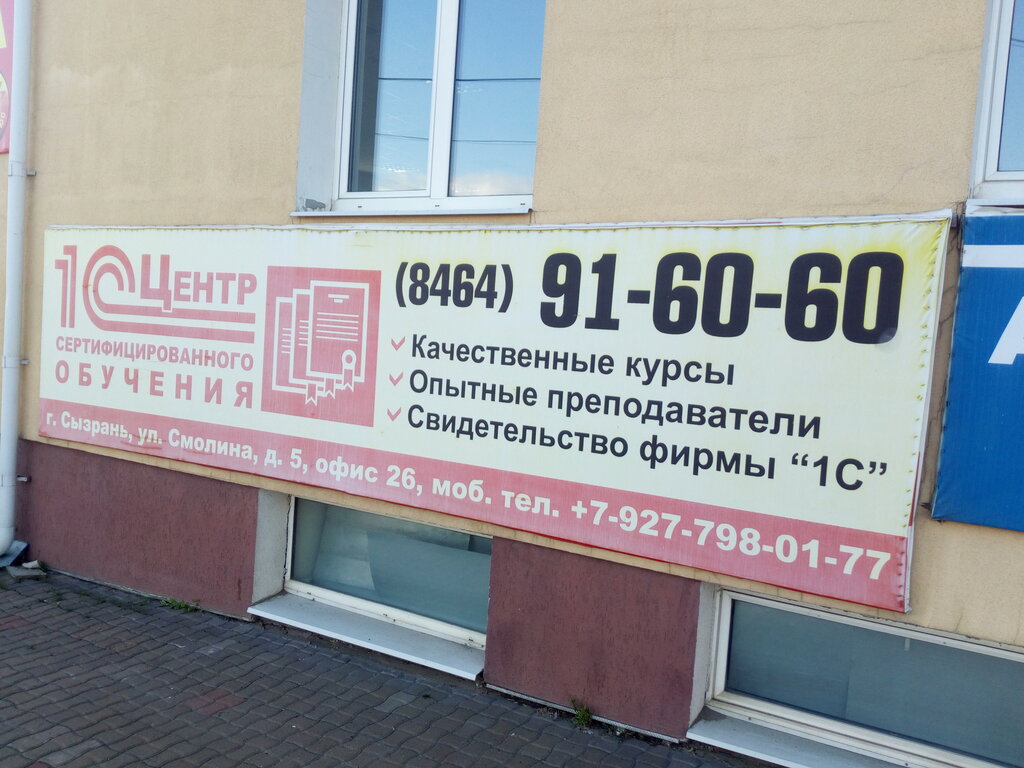 1С Центр
сертифицированного
обучения
(8464) 91-60-60
Качественные курсы
Опытные преподаватели
Свидетельство фирмы “1С”
г. Сызрань, ул. Смолина, д. 5, офис 26, моб. тел. +7-927-798-01-77